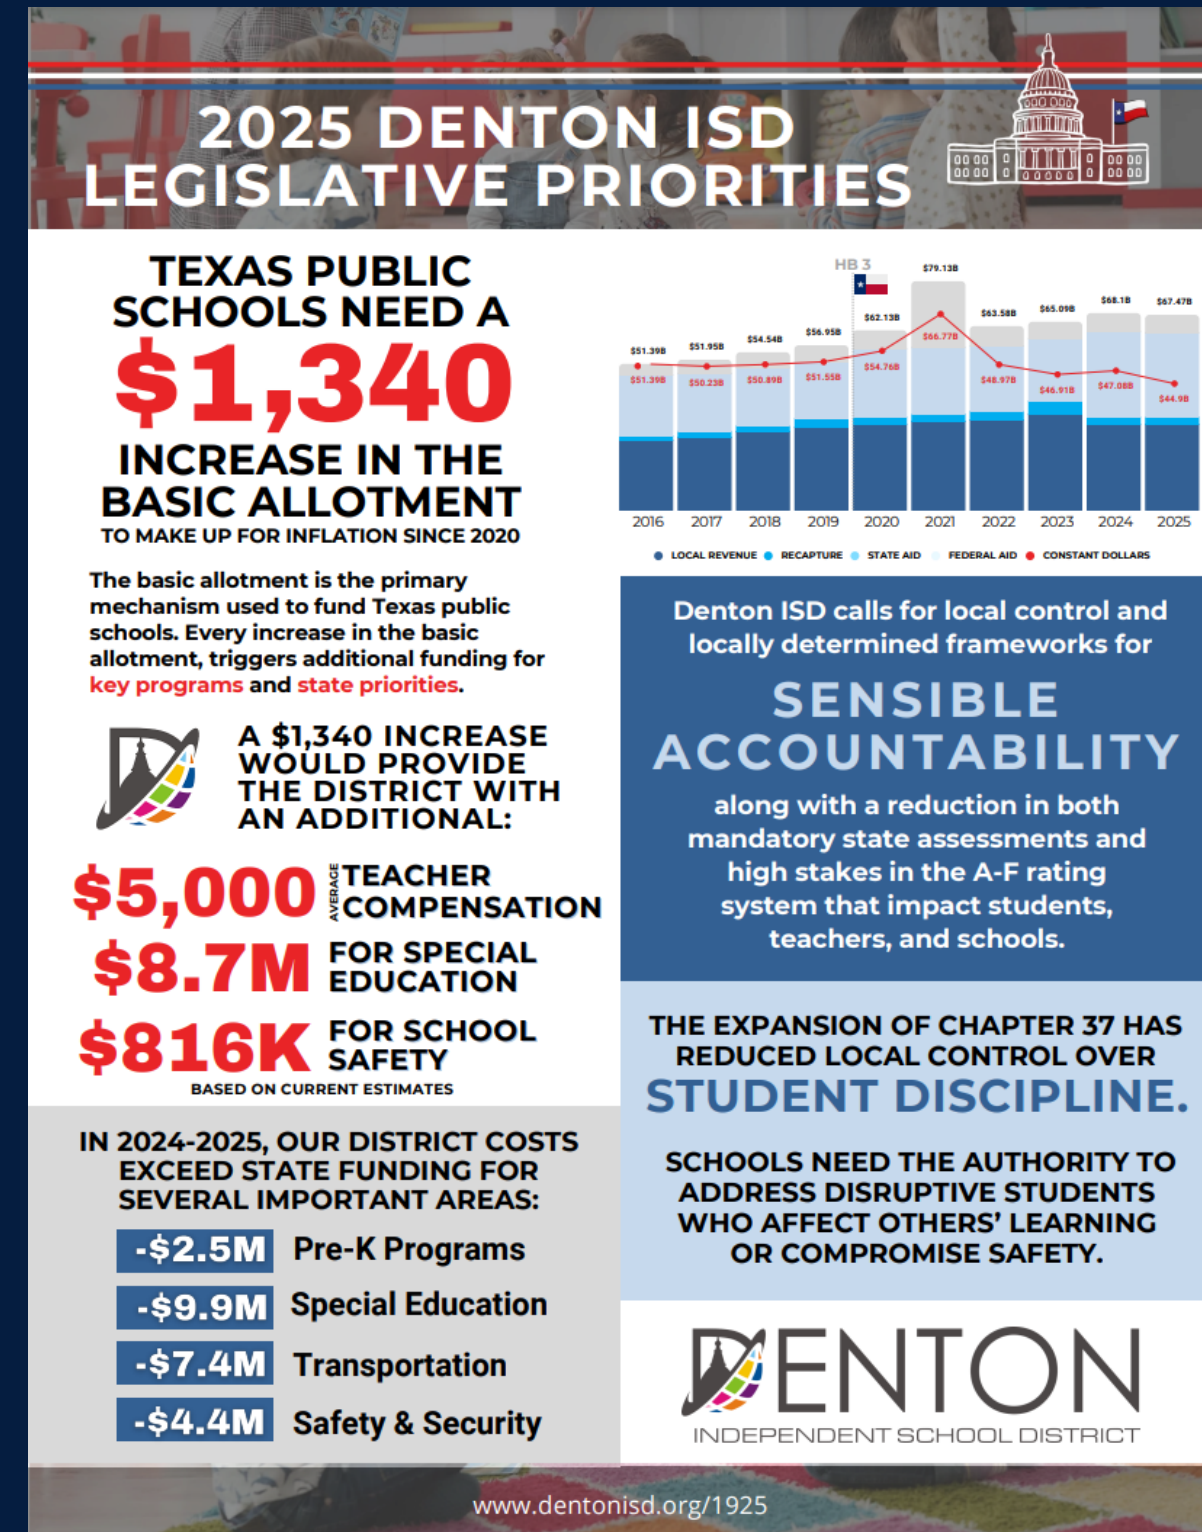 2025 DENTON ISD
LEGISLATIVE PRIORITIES
TEXAS PUBLIC
SCHOOLS NEED A
$1,340
INCREASE IN THE
BASIC ALLOTMENT
TO MAKE UP FOR INFLATION SINCE 2020
The basic allotment is the primary
mechanism used to fund Texas public
schools. Every increase in the basic
allotment, triggers additional funding for
key programs and state priorities.
A $1,340 INCREASE
WOULD PROVIDE
THE DISTRICT WITH
AN ADDITIONAL:
$5,000 AVERAGE TEACHER
COMPENSATION
$8.7M FOR SPECIAL
EDUCATION
$816K FOR SCHOOL
SAFETY
BASED ON CURRENT ESTIMATES
IN 2024-2025, OUR DISTRICT COSTS
EXCEED STATE FUNDING FOR
SEVERAL IMPORTANT AREAS:
-$2.5M Pre-K Programs
-$9.9M Special Education
-$7.4M Transportation
-$4.4M Safety & Security
HB 3
$51.39B $51.95B $54.54B $56.95B $62.13B $79.13B $63.58B $65.09B $68.1B $67.47B
$51.39B $50.23B $50.89B $51.55B $54.76B $66.77B $48.97B $46.91B $47.08B $44.9B
2016 2017 2018 2019 2020 2021 2022 2023 2024 2025
LOCAL REVENUE RECAPTURE STATE AID FEDERAL AID CONSTANT DOLLARS
Denton ISD calls for local control and
locally determined frameworks for
SENSIBLE
ACCOUNTABILITY
along with a reduction in both
mandatory state assessments and
high stakes in the A-F rating
system that impact students,
teachers, and schools.
THE EXPANSION OF CHAPTER 37 HAS
REDUCED LOCAL CONTROL OVER
STUDENT DISCIPLINE.
SCHOOLS NEED THE AUTHORITY TO
ADDRESS DISRUPTIVE STUDENTS
WHO AFFECT OTHERS' LEARNING
OR COMPROMISE SAFETY.
DENTON
INDEPENDENT SCHOOL DISTRICT
www.dentonisd.org/1925